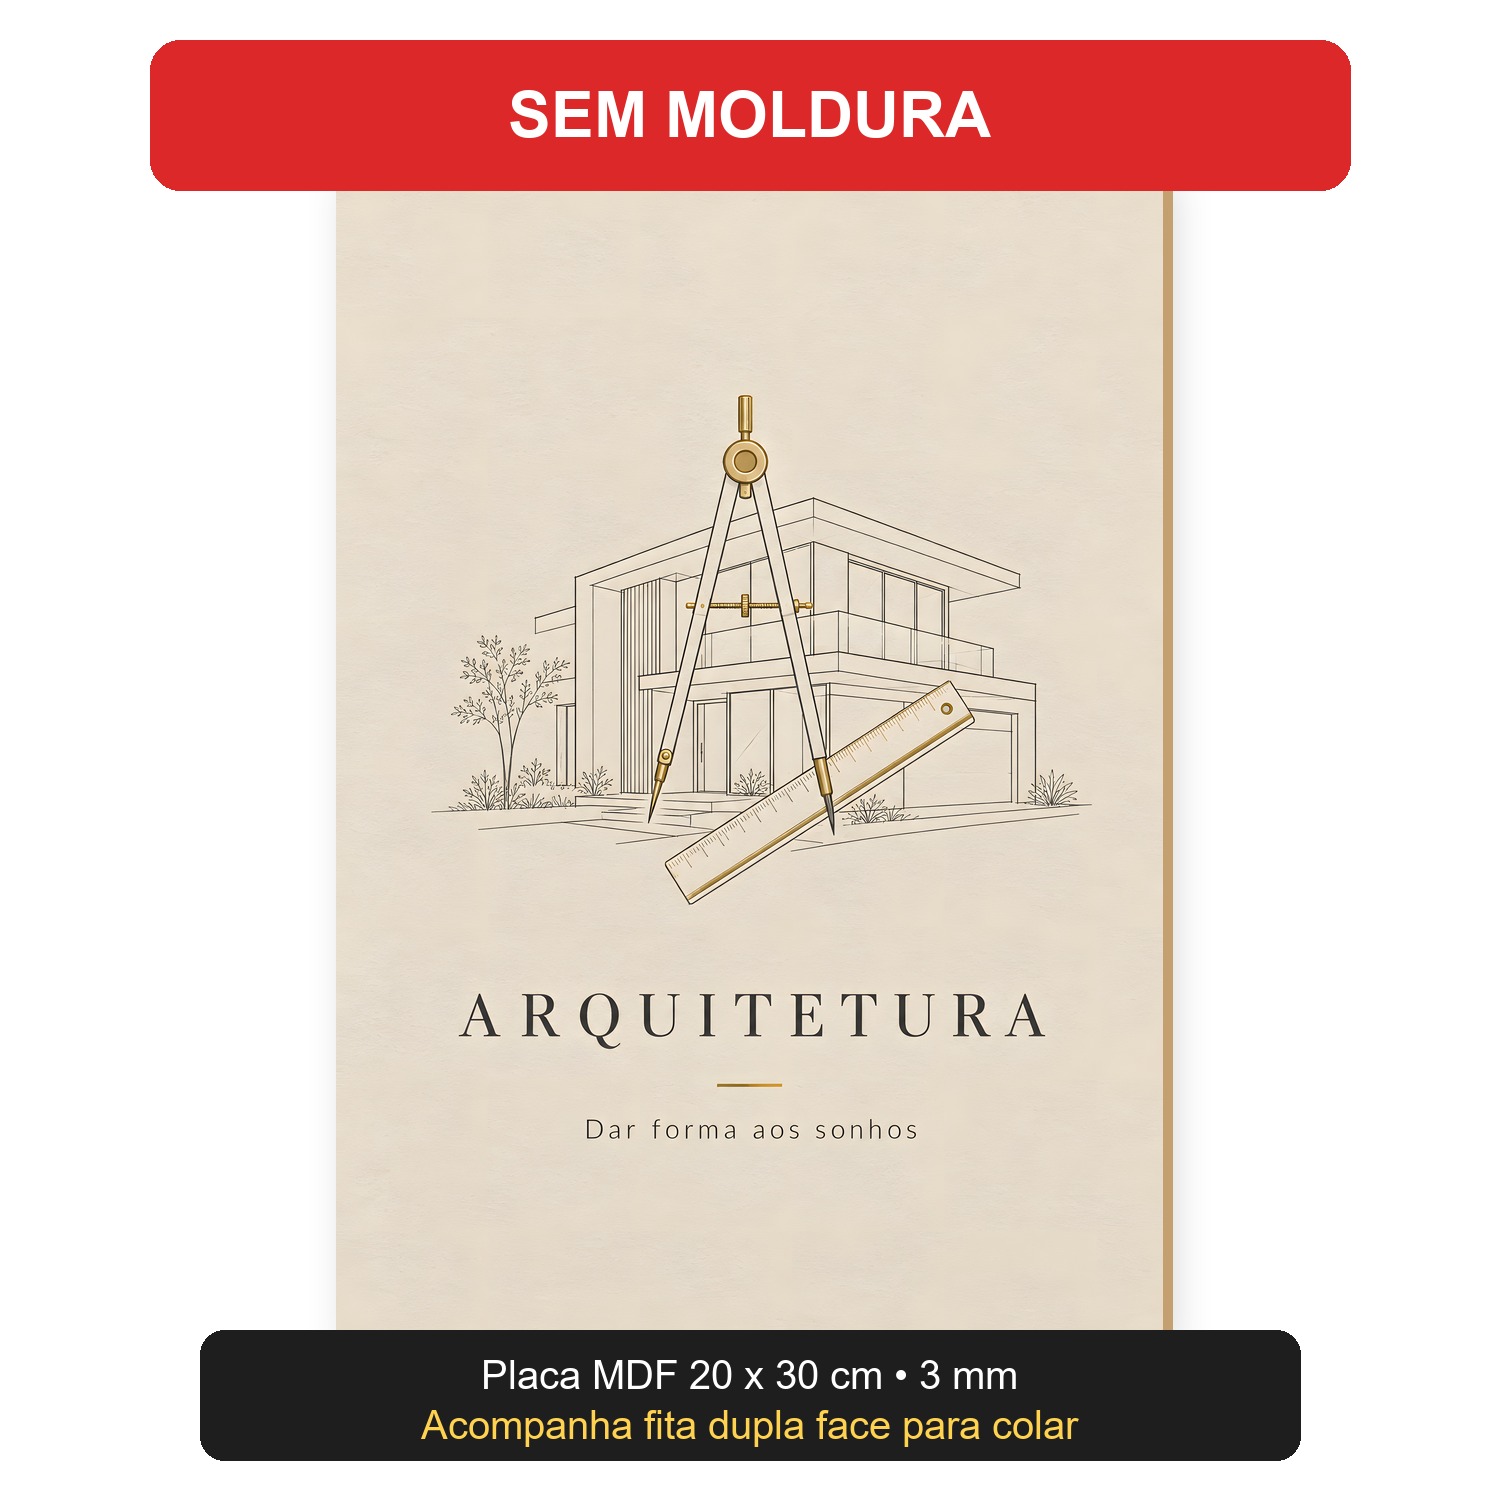 SEM MOLDURA
ARQUITETURA
Dar forma aos sonhos
Placa MDF 20 x 30 cm • 3 mm
Acompanha fita dupla face para colar